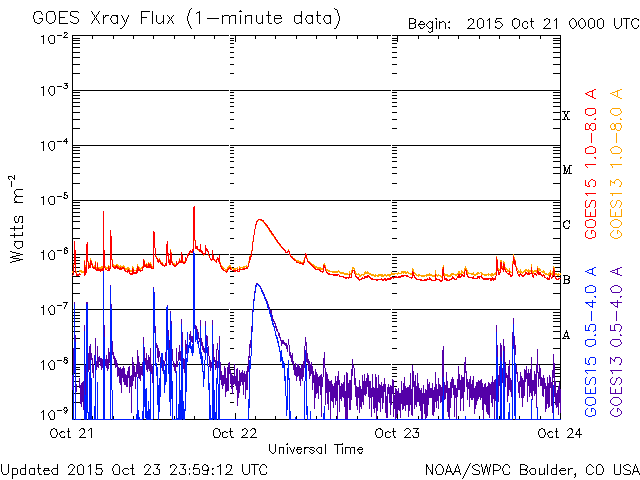 GOES Xray Flux (1-minute data)
Begin: 2015 Oct 21 0000 UTC
10-2
10-3
10-4
10-5
10-6
10-7
10-8
10-9
Watts m-2
X
M
C
B
A
GOES15 1.0-8.0 A
GOES13 1.0-8.0 A
GOES15 0.5-4.0 A
GOES13 0.5-4.0 A
Oct 21 Oct 22 Oct 23 Oct 24
Universal Time
Updated 2015 Oct 23 23:59:12 UTC
NOAA/SWPC Boulder, CO USA